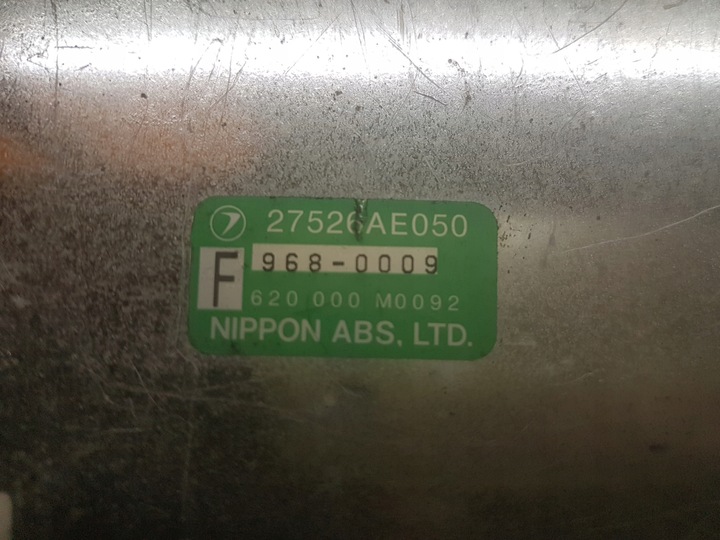 27526AE050
F
968-0009
620 000 M0092
NIPPON ABS, LTD.